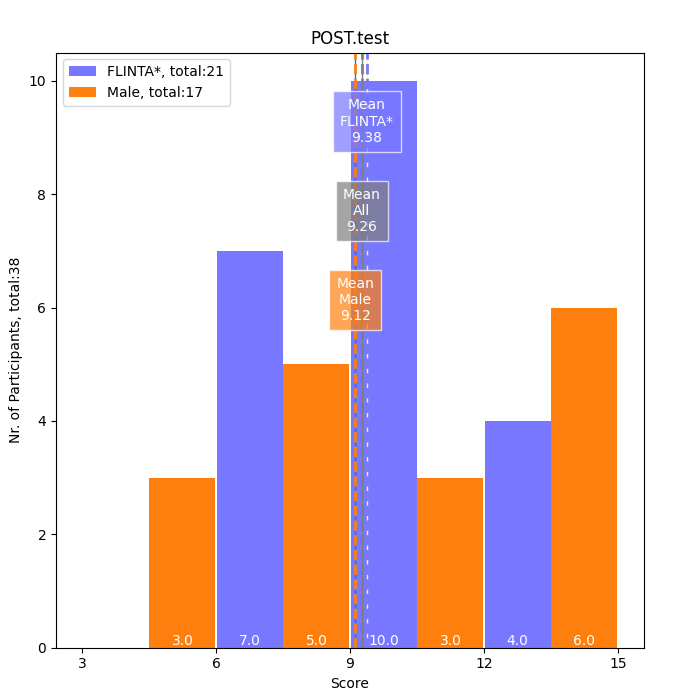 POST.test
FLINTA*, total:21
Male, total:17
Nr. of Participants, total:38
10
8
6
4
2
0
Mean
FLINTA*
9.38
Mean
All
9.26
Mean
Male
9.12
3.0
7.0
5.0
10.0
3.0
4.0
6.0
3
6
9
12
15
Score